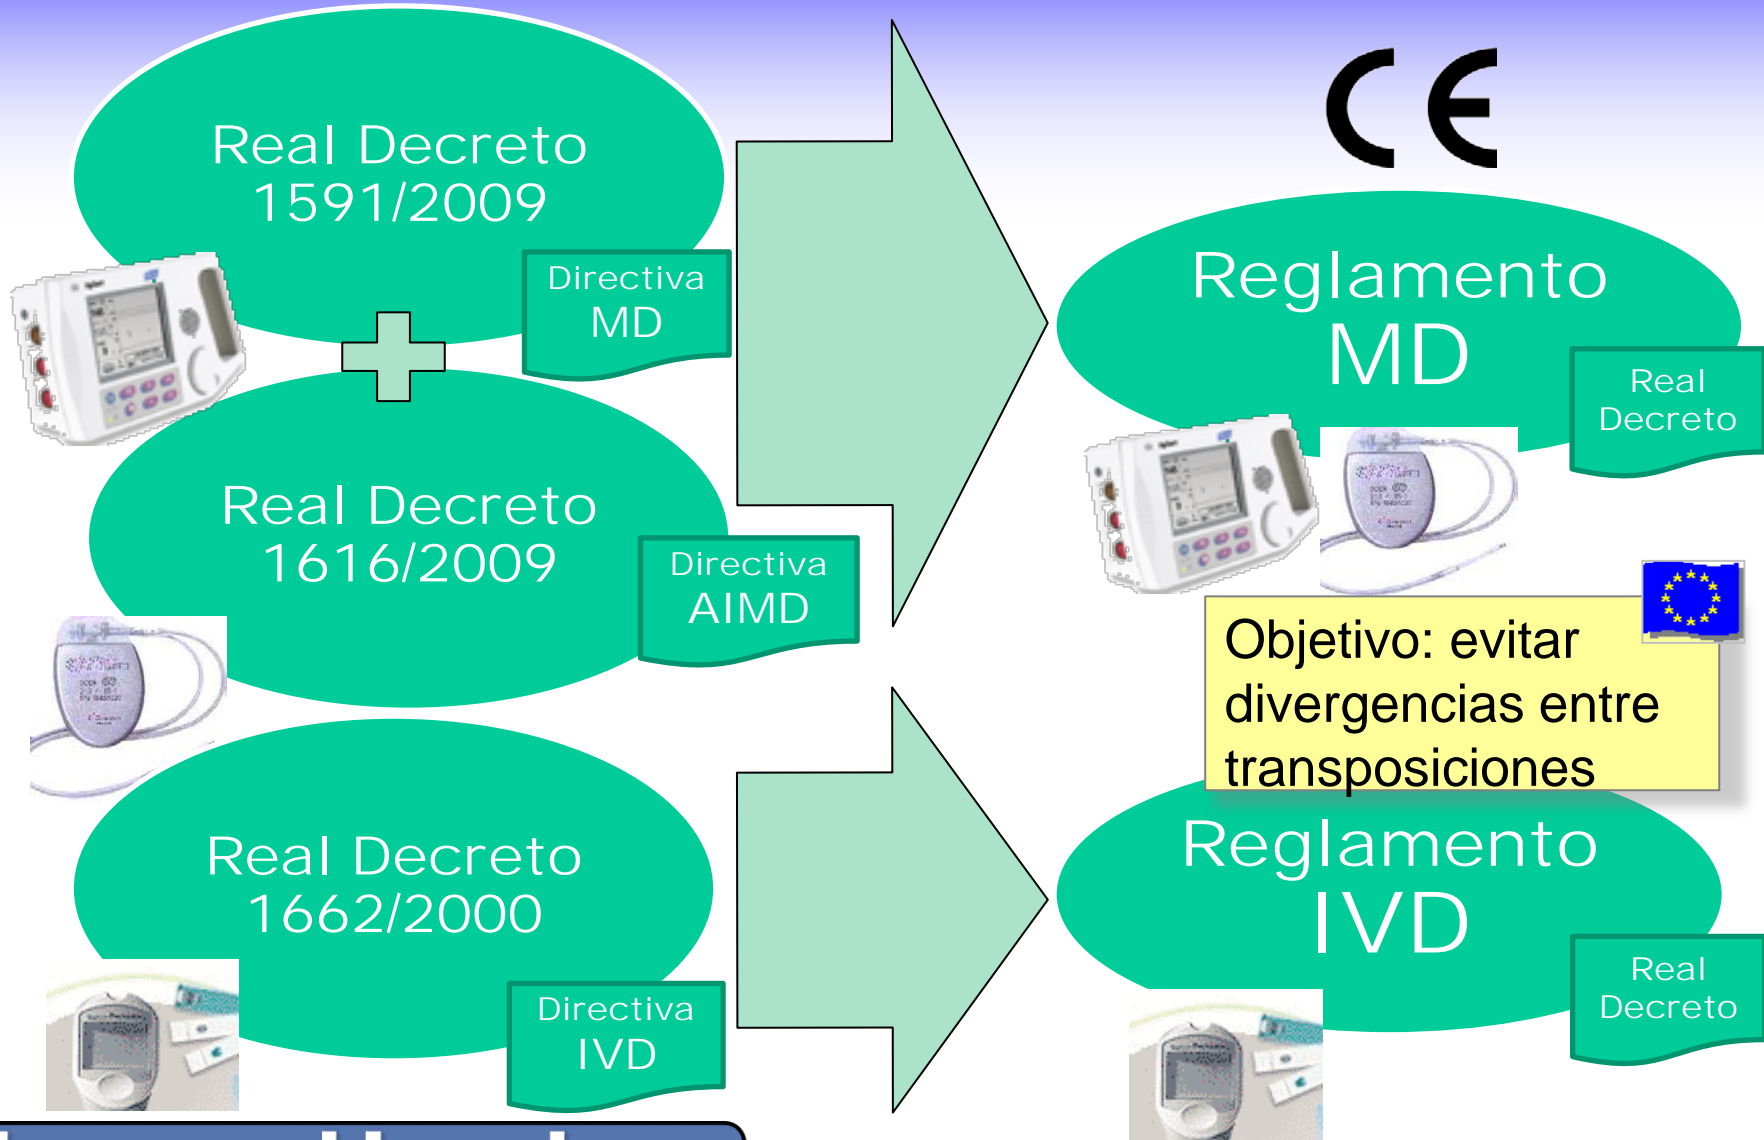 Real Decreto
1591/2009
Directiva
MD
Real Decreto
1616/2009
Directiva
AIMD
Real Decreto
1662/2000
Directiva
IVD
CE
Reglamento
MD
Real
Decreto
Objetivo: evitar
divergencias entre
transposiciones
Reglamento
IVD
Real
Decreto